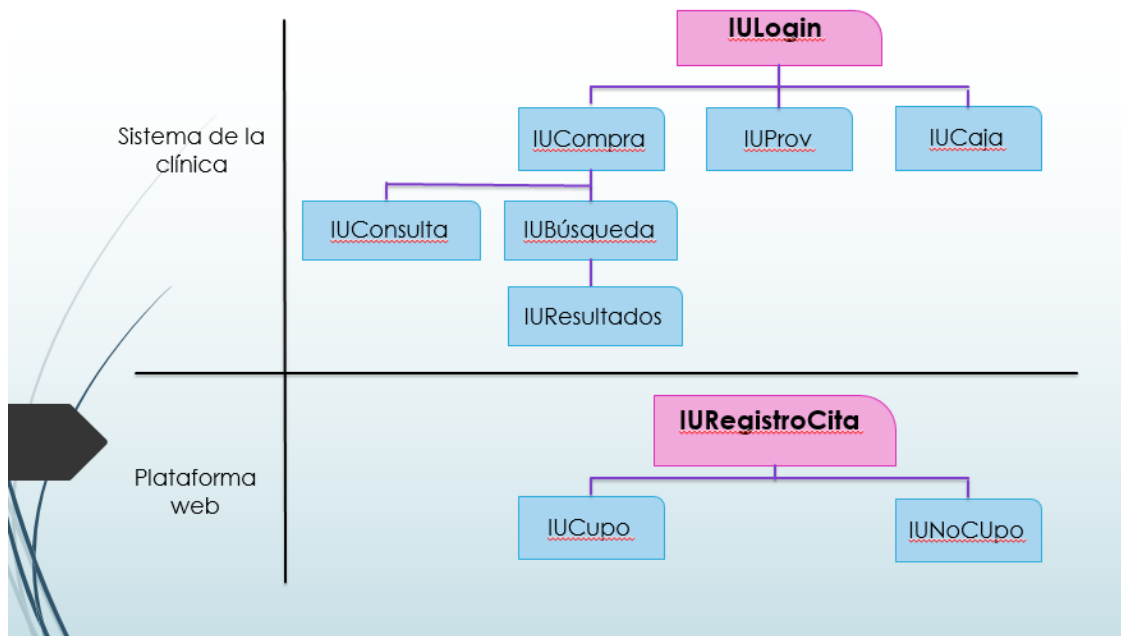 IULogin
Sistema de la
clínica
IUCompra
IUProv
IUCaja
IUConsulta
IUBúsqueda
IUResultados
IURegistroCita
Plataforma
web
IUCupo
IUNoCUpo